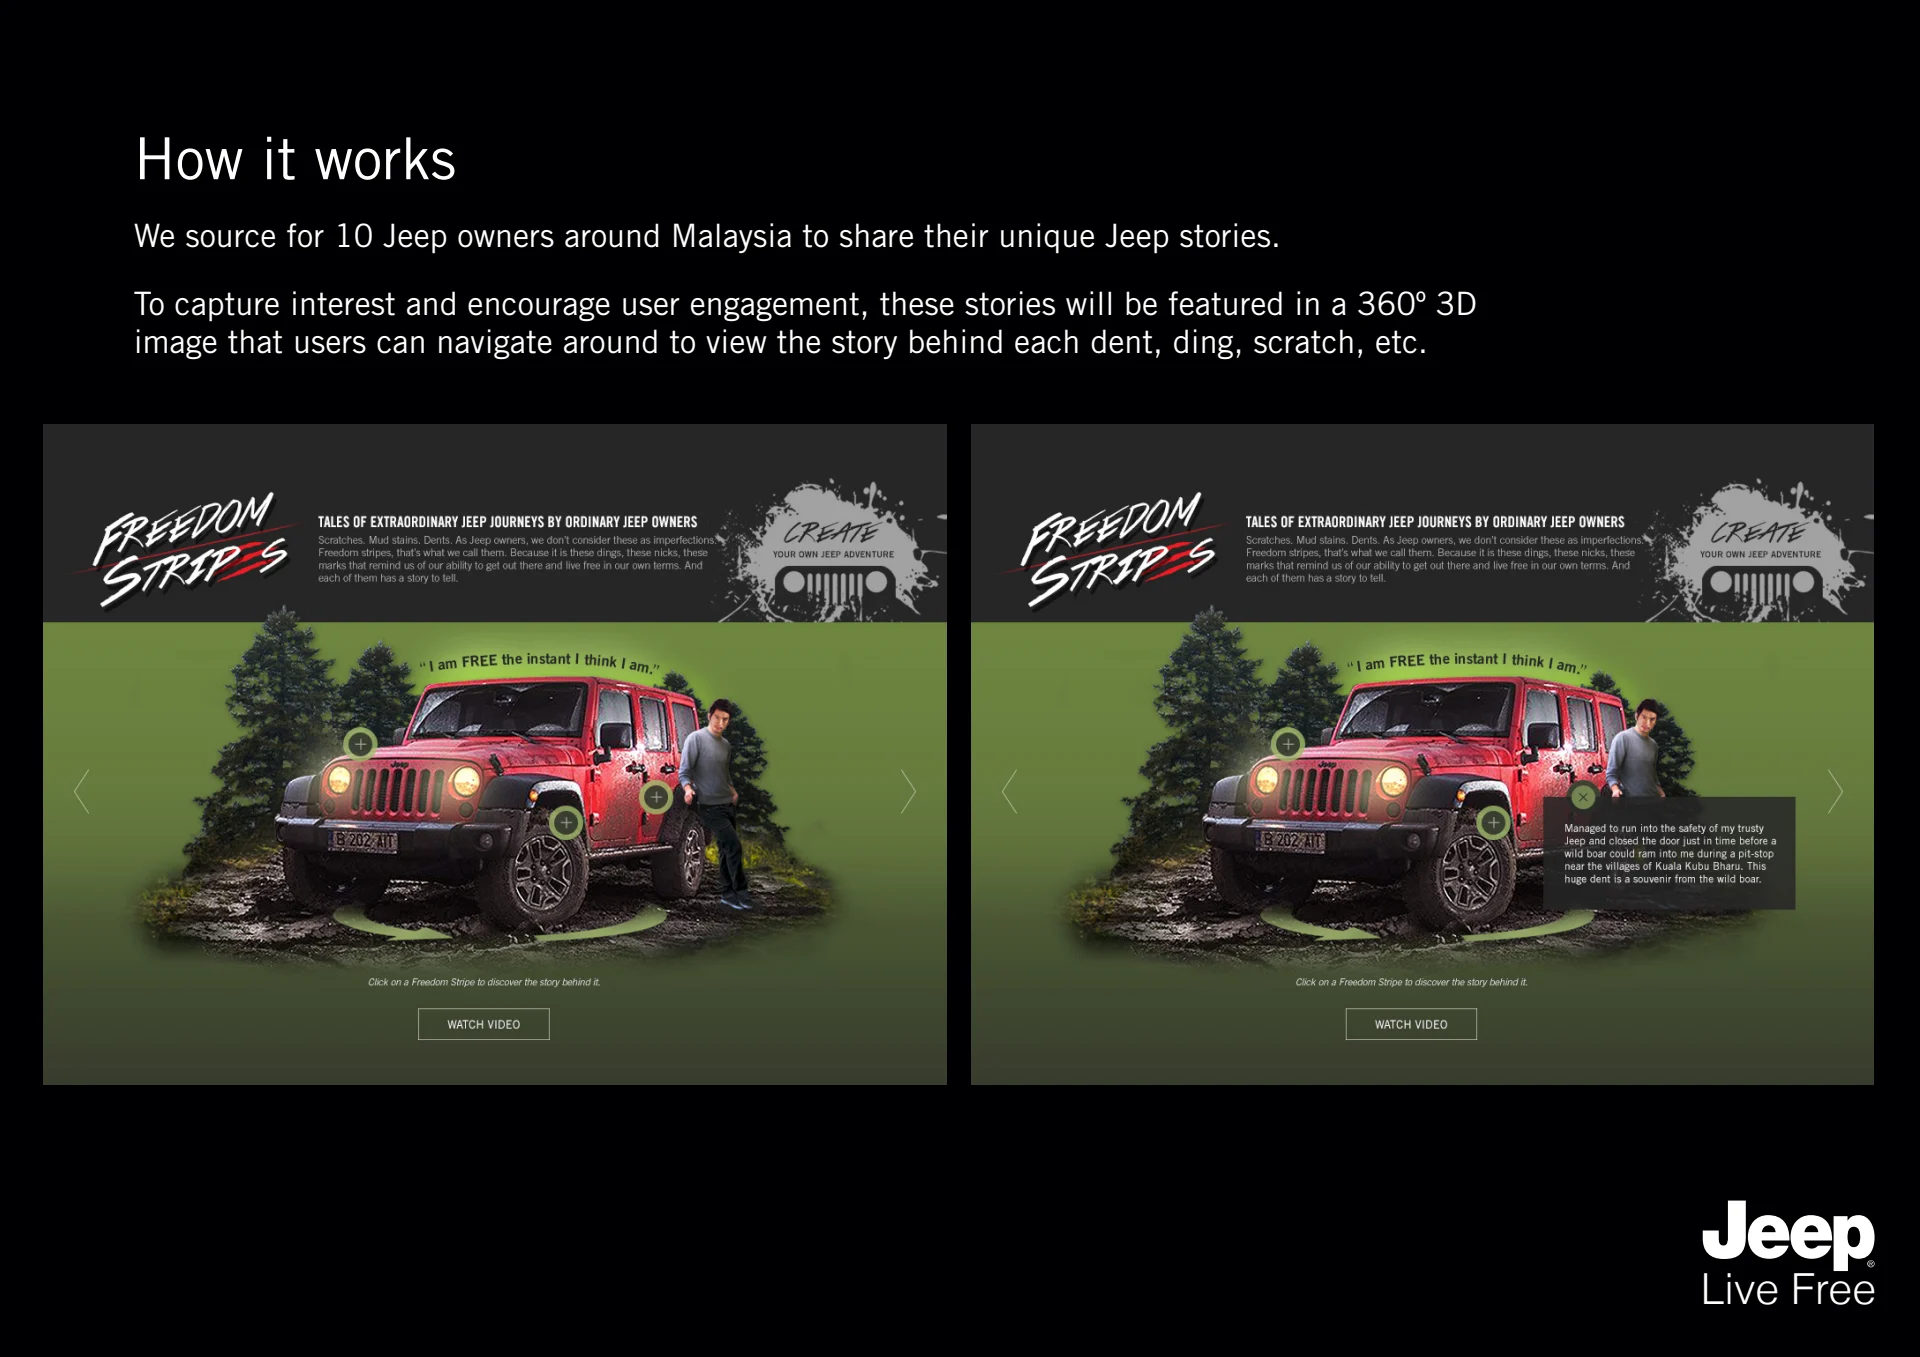 How it works
We source for 10 Jeep owners around Malaysia to share their unique Jeep stories.
To capture interest and encourage user engagement, these stories will be featured in a 360º 3D
image that users can navigate around to view the story behind each dent, ding, scratch, etc.
FREEDOM
STRIPES
TALES OF EXTRAORDINARY JEEP JOURNEYS BY ORDINARY JEEP OWNERS
Scratches. Mud stains. Dents. As Jeep owners, we don't consider these as imperfections.
Freedom stripes, that's what we call them. Because it is these dings, these nicks, these
marks that remind us of our ability to get out there and live free in our own terms. And
each of them has a story to tell.
CREATE
YOUR OWN JEEP ADVENTURE
“I am FREE the instant I think I am.”
Jeep
B 202 ATI
Click on a Freedom Stripe to discover the story behind it.
WATCH VIDEO
FREEDOM
STRIPES
TALES OF EXTRAORDINARY JEEP JOURNEYS BY ORDINARY JEEP OWNERS
Scratches. Mud stains. Dents. As Jeep owners, we don't consider these as imperfections.
Freedom stripes, that's what we call them. Because it is these dings, these nicks, these
marks that remind us of our ability to get out there and live free in our own terms. And
each of them has a story to tell.
CREATE
YOUR OWN JEEP ADVENTURE
“I am FREE the instant I think I am.”
Jeep
B 202 ATI
Managed to run into the safety of my trusty
Jeep and closed the door just in time before a
wild boar could ram into me during a pit-stop
near the villages of Kuala Kubu Bharu. This
huge dent is a souvenir from the wild boar.
Click on a Freedom Stripe to discover the story behind it.
WATCH VIDEO
Jeep®
Live Free